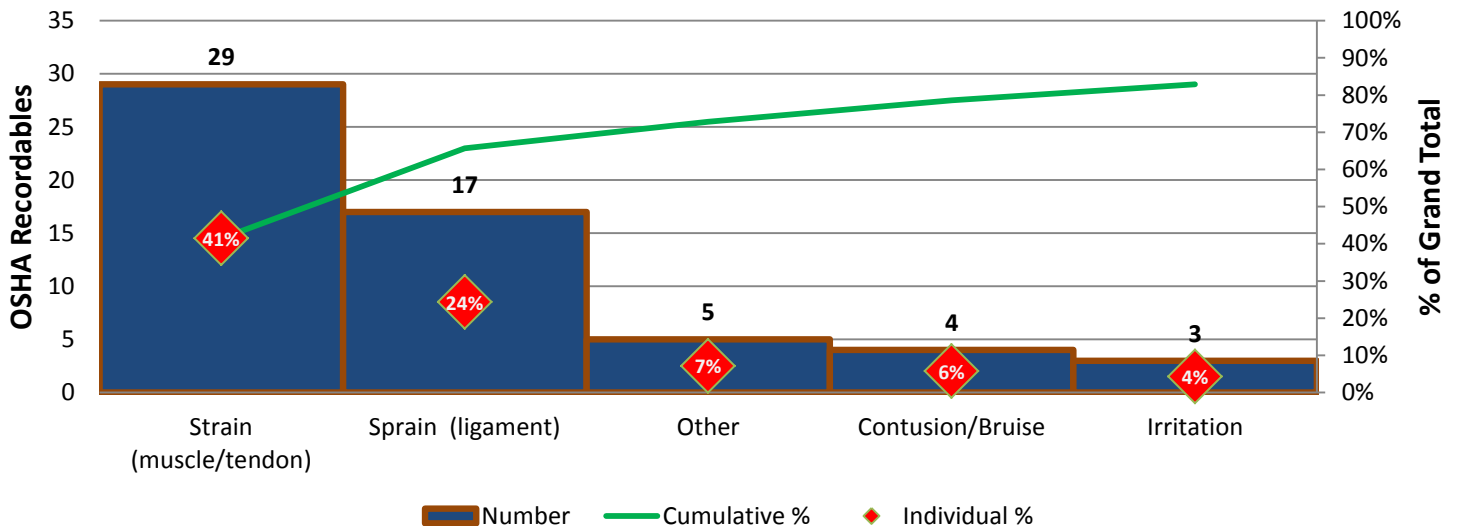 35
30
25
20
15
10
5
0
OSHA Recordables
29
17
5
4
3
41%
24%
7%
6%
4%
100%
90%
80%
70%
60%
50%
40%
30%
20%
10%
0%
% of Grand Total
Strain
(muscle/tendon)
Sprain (ligament)
Other
Contusion/Bruise
Irritation
Number
Cumulative %
Individual %